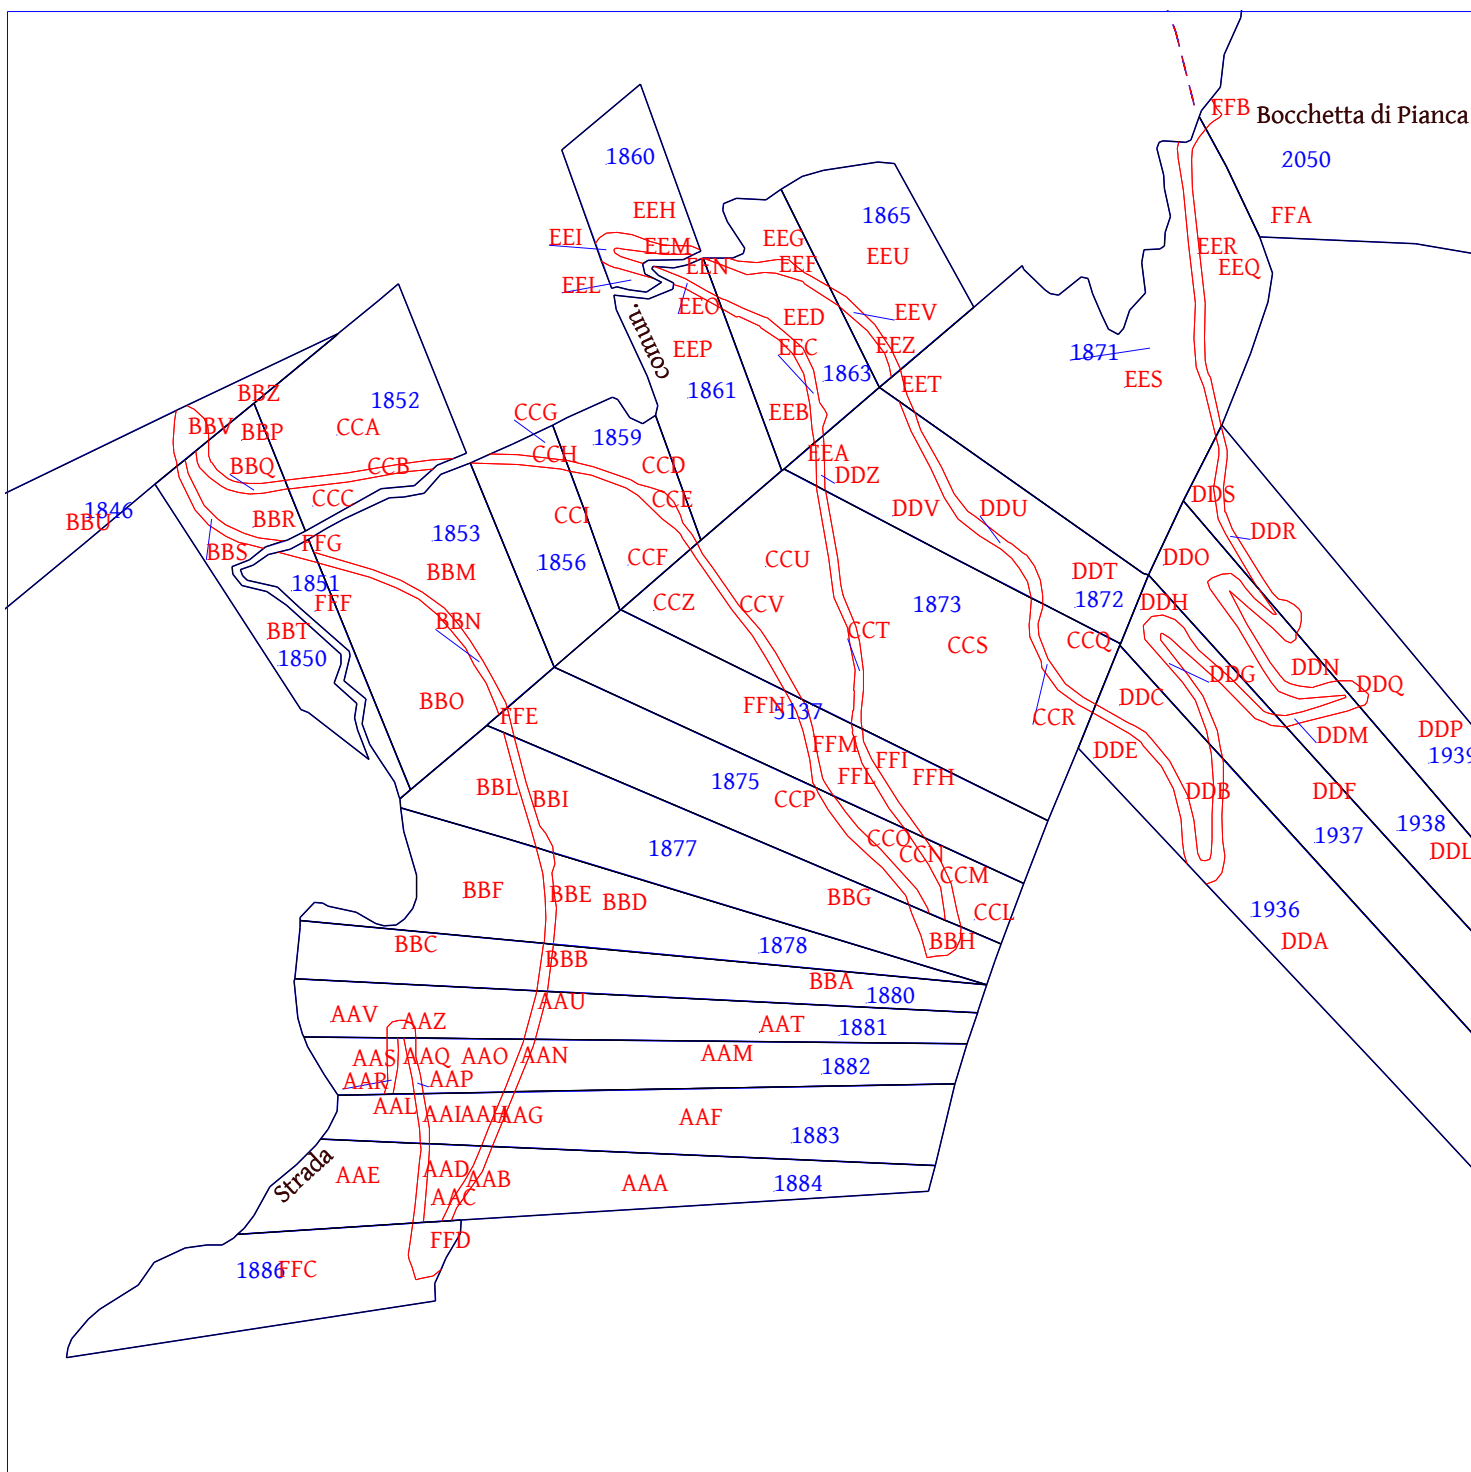 FFB
Bocchetta di Pianca
2050
1860
EEH
1865
FFA
EEI
EEM
EEG
EER
EEU
EEN
EEF
EEQ
EEL
EEO
EED
EEV
comun.
EEP
EEC
EEZ
1871
1863
EES
EET
1861
BBZ
1852
CCG
EEB
BBV
BBP
CCA
1859
CCH
EEA
BBQ
CCB
CCD
DDZ
CCC
CCE
DDS
1846
BBU
BBR
CCI
DDV
DDU
1853
DDR
FFG
BBS
CCF
CCU
DDO
1856
BBM
DDT
1851
FFF
CCZ
CCV
1873
1872
DDH
BBN
BBT
CCT
CCS
CCQ
1850
DDN
DDG
DDQ
BBO
FFE
FFN
5137
CCR
DDC
DDP
FFM
DDM
DDE
1939
FFI
FFL
FFH
1875
BBL
BBI
CCP
DDB
DDF
1938
1937
1877
CCO
CCN
DDL
CCM
BBF
BBE
BBD
BBG
CCL
1936
BBC
1878
BBH
DDA
BBB
BBA
1880
AAU
AAV
AAZ
AAT
1881
AAS
AAQ
AAO
AAN
AAM
1882
AAR
AAP
AAL
AAI
AAH
AAG
AAF
1883
Strada
AAE
AAD
AAB
AAA
1884
AAC
FFD
1886
FFC